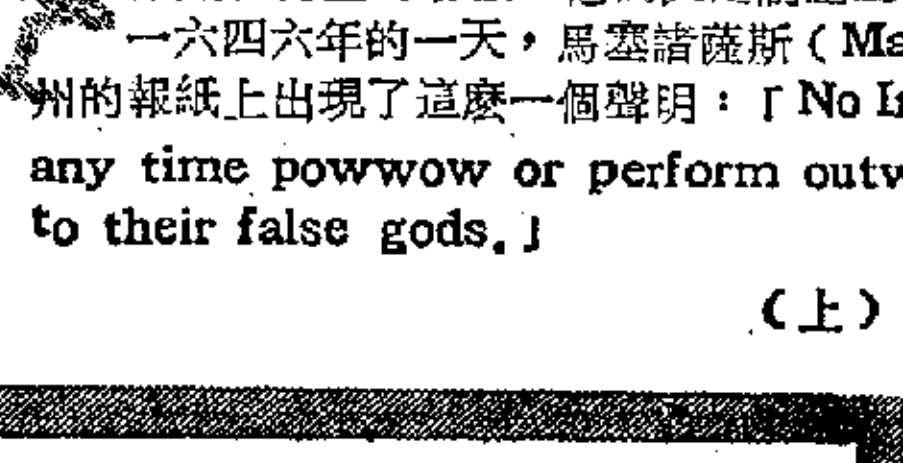 一六四六年的一天，馬塞諸薩斯（Ma
州的報紙上出現了這麼一個聲明：「No I
any time powwow or perform outw
to their false gods.」
（上）